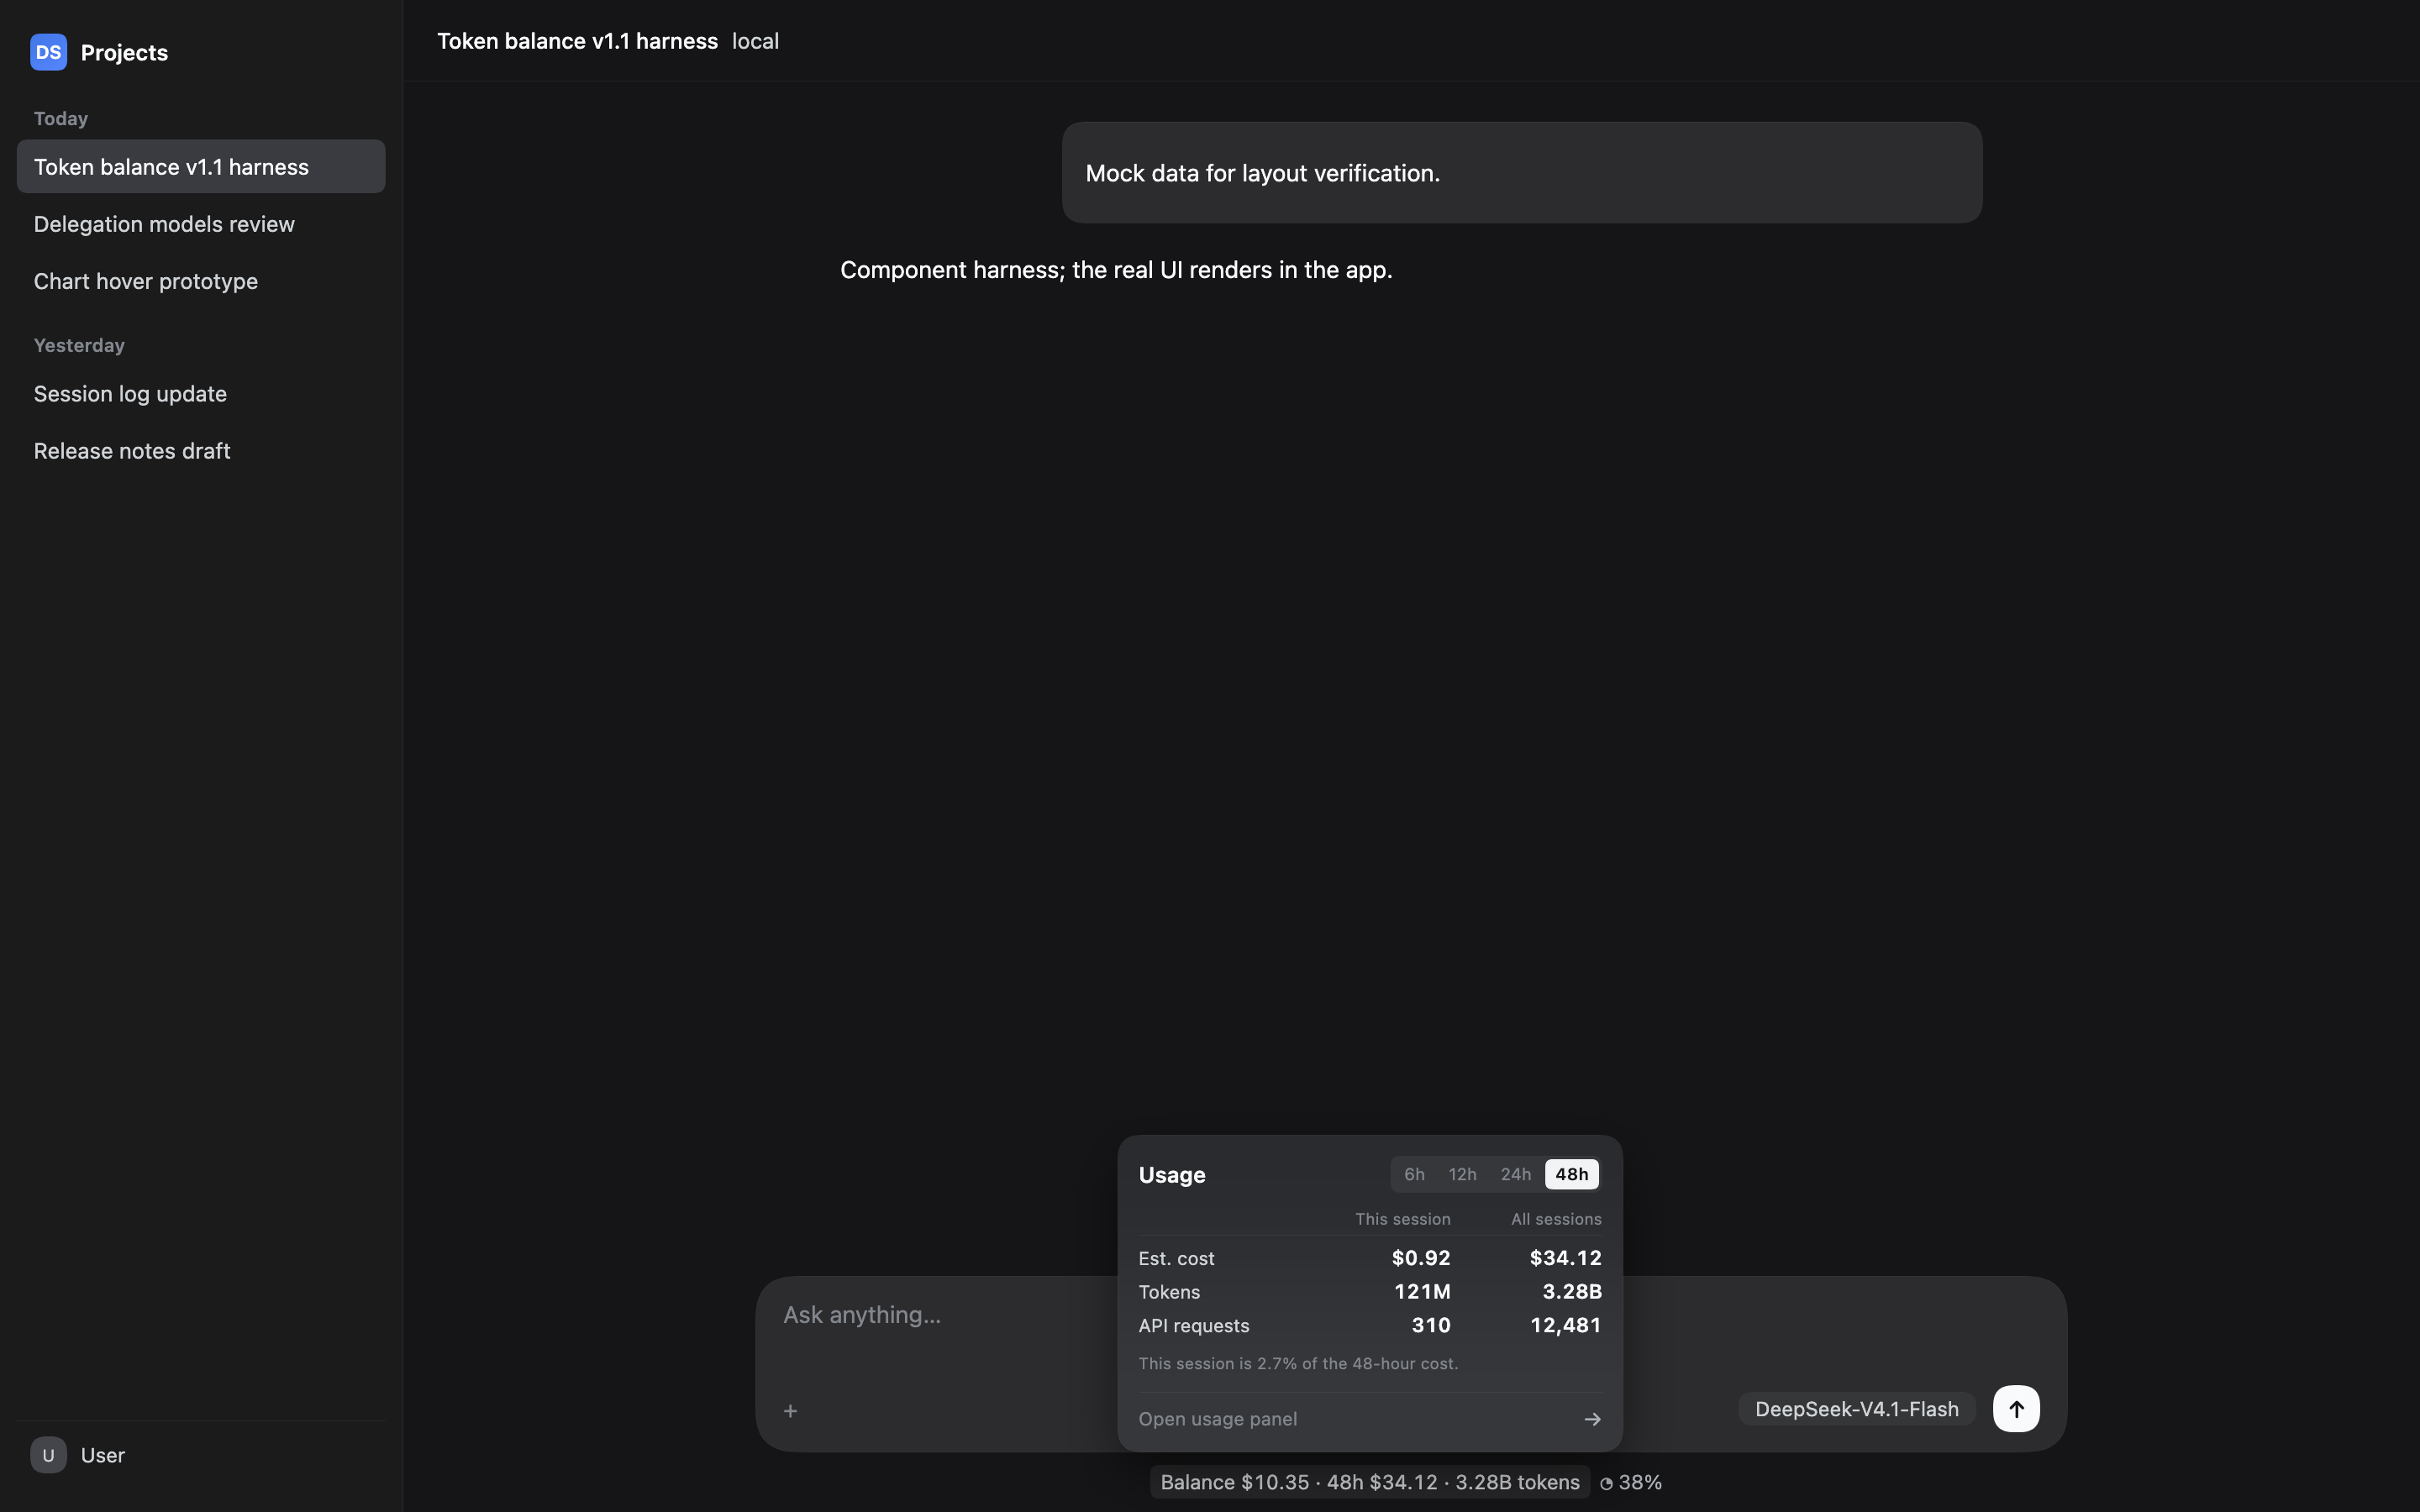 DS Projects
Today
Token balance v1.1 harness
Delegation models review
Chart hover prototype
Yesterday
Session log update
Release notes draft
U User
Token balance v1.1 harness local
Mock data for layout verification.
Component harness; the real UI renders in the app.
Usage 6h 12h 24h 48h
This session All sessions
Est. cost $0.92 $34.12
Tokens 121M 3.28B
API requests 310 12,481
This session is 2.7% of the 48-hour cost.
Open usage panel →
Ask anything...
+ DeepSeek-V4.1-Flash
Balance $10.35 · 48h $34.12 · 3.28B tokens 38%